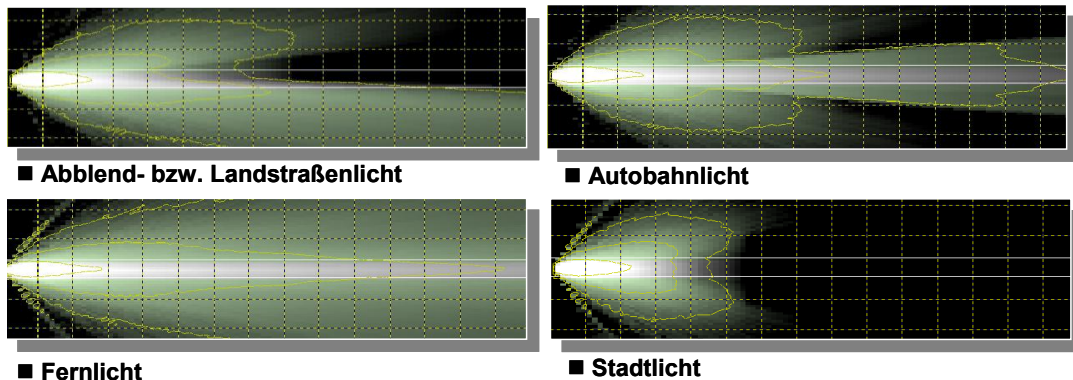 ■ Abblend- bzw. Landstraßenlicht
■ Autobahnlicht
■ Fernlicht
■ Stadtlicht